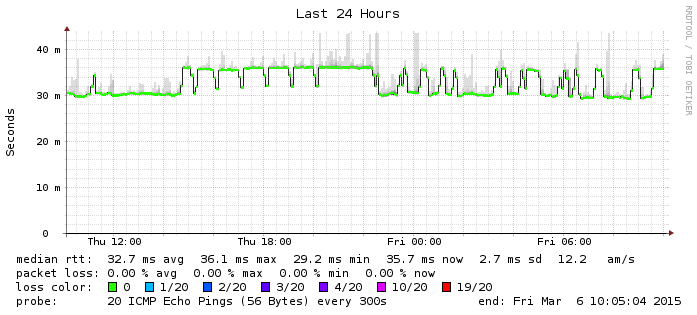 Last 24 Hours
RRDTOOL / TOBI OETIKER
Seconds
40 m
30 m
20 m
10 m
0
Thu 12:00 Thu 18:00 Fri 00:00 Fri 06:00
median rtt: 32.7 ms avg 36.1 ms max 29.2 ms min 35.7 ms now 2.7 ms sd 12.2 am/s
packet loss: 0.00 % avg 0.00 % max 0.00 % min 0.00 % now
loss color: 0 1/20 2/20 3/20 4/20 10/20 19/20
probe: 20 ICMP Echo Pings (56 Bytes) every 300s end: Fri Mar 6 10:05:04 2015